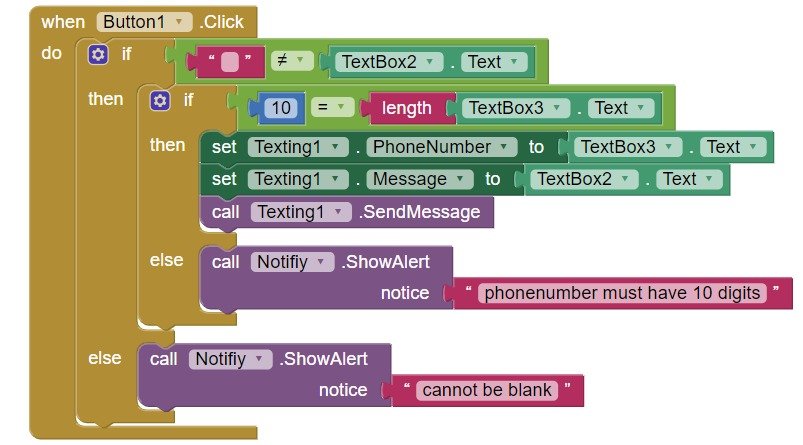 when Button1 .Click
do if “ ” ≠ TextBox2 . Text
then if 10 = length TextBox3 . Text
then set Texting1 . PhoneNumber to TextBox3 . Text
set Texting1 . Message to TextBox2 . Text
call Texting1 .SendMessage
else call Notifiy .ShowAlert
notice “ phonenumber must have 10 digits ”
else call Notifiy .ShowAlert
notice “ cannot be blank ”